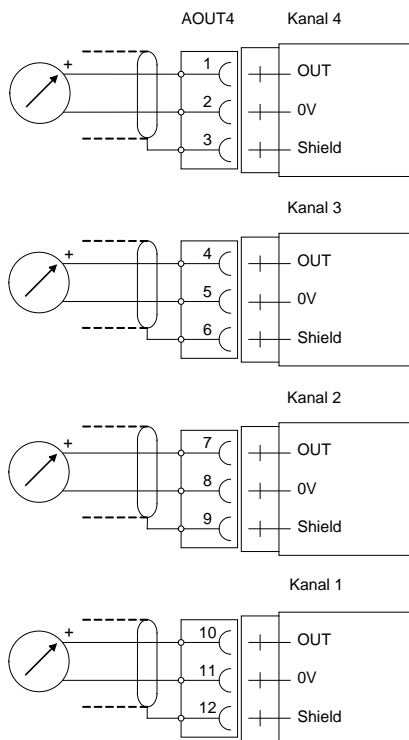 AOUT4 Kanal 4
+ 1 OUT
2 0V
3 Shield
Kanal 3
+ 4 OUT
5 0V
6 Shield
Kanal 2
+ 7 OUT
8 0V
9 Shield
Kanal 1
+ 10 OUT
11 0V
12 Shield